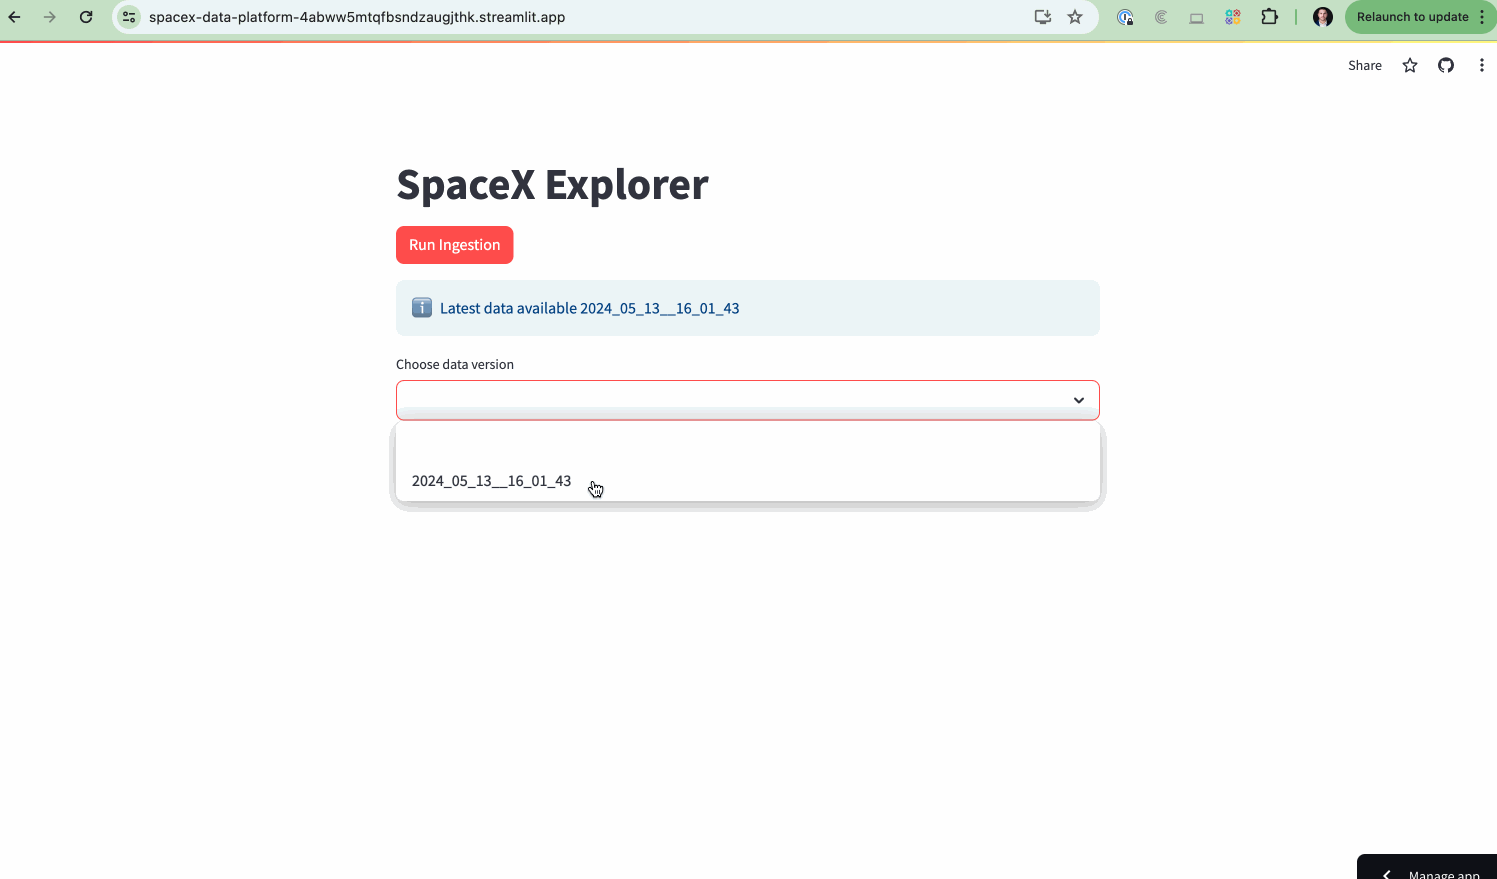 spacex-data-platform-4abww5mtqfbsndzaugjthk.streamlit.app
Relaunch to update
Share
SpaceX Explorer
Run Ingestion
Latest data available 2024_05_13__16_01_43
Choose data version
2024_05_13__16_01_43
Manage app